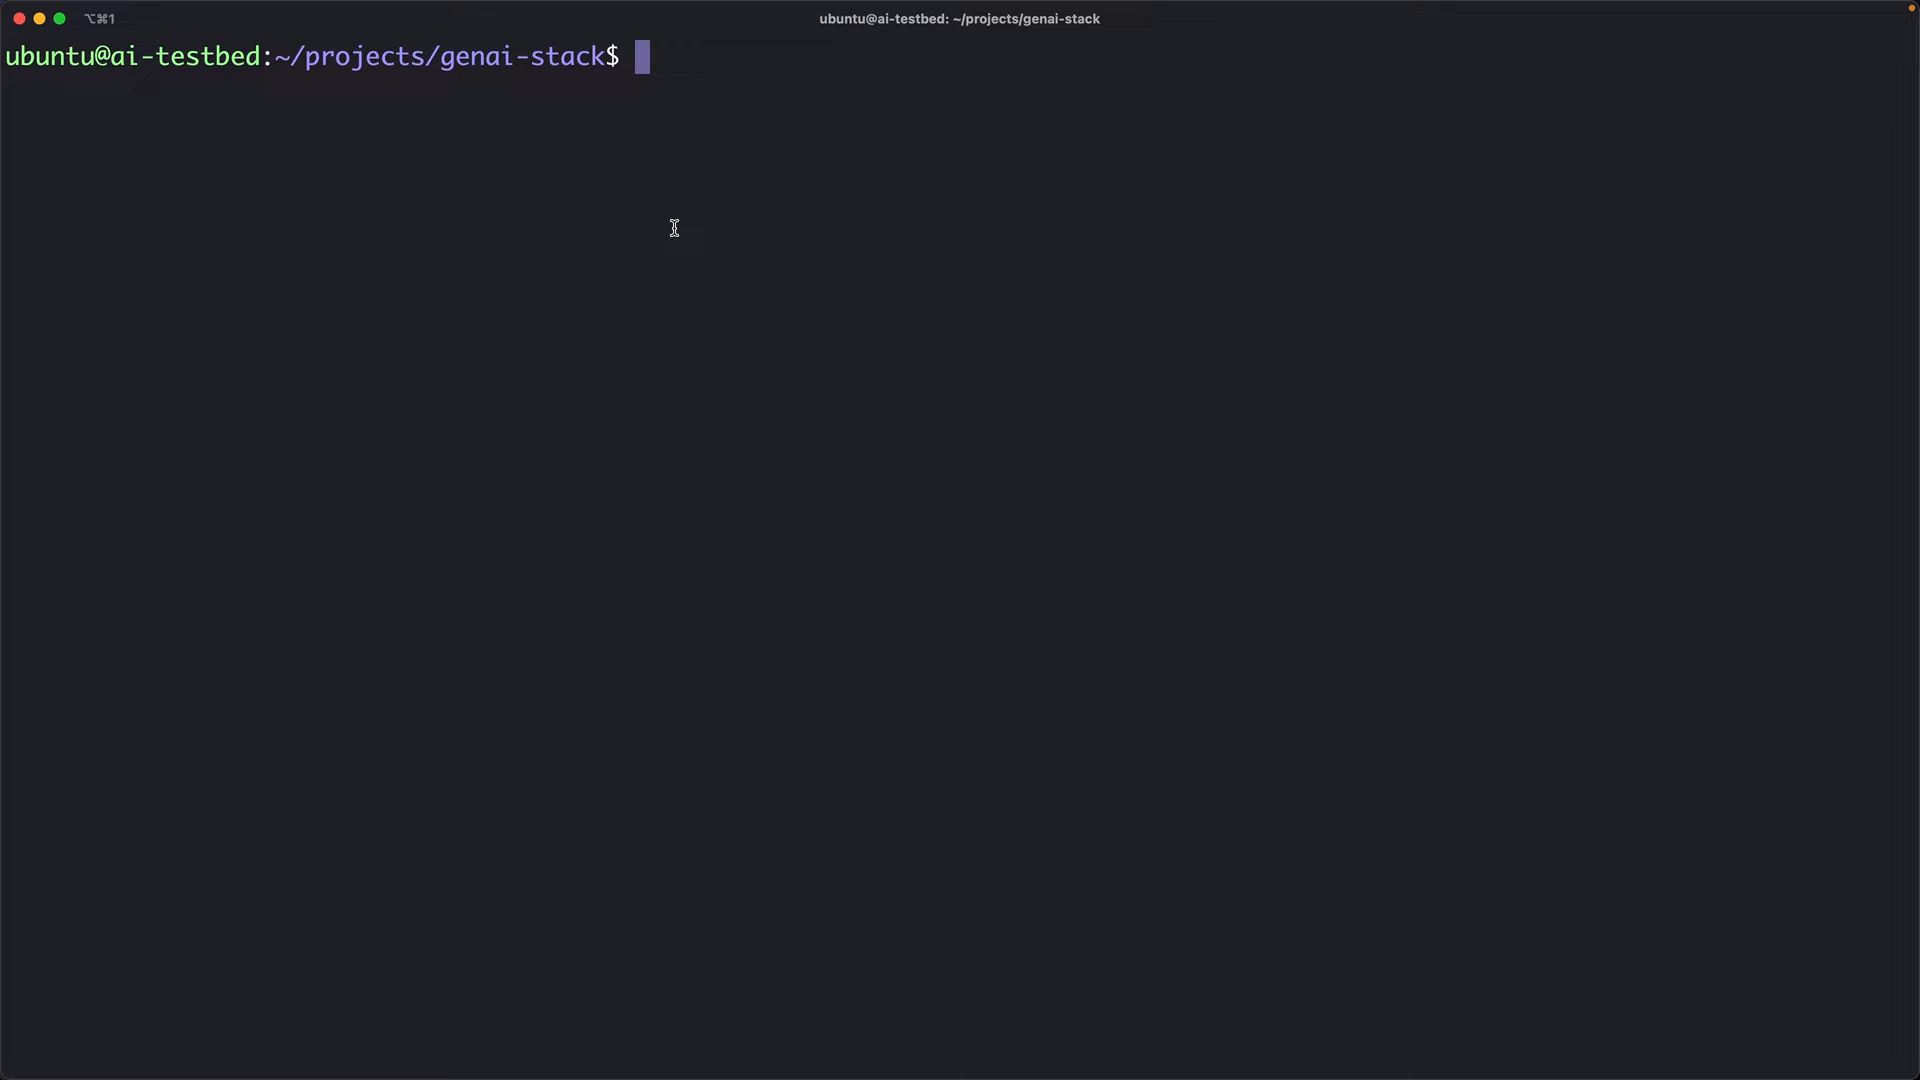 ⌥⌘1
ubuntu@ai-testbed: ~/projects/genai-stack
ubuntu@ai-testbed:~/projects/genai-stack$